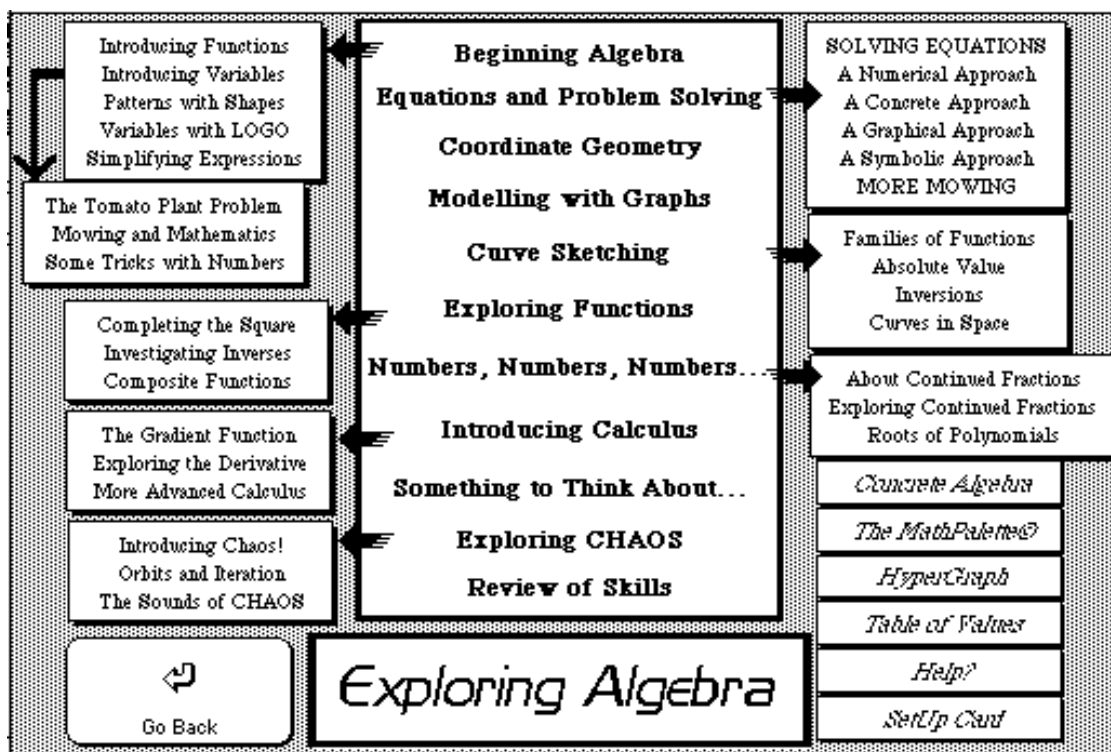 Introducing Functions
Introducing Variables
Patterns with Shapes
Variables with LOGO
Simplifying Expressions
The Tomato Plant Problem
Mowing and Mathematics
Some Tricks with Numbers
Completing the Square
Investigating Inverses
Composite Functions
The Gradient Function
Exploring the Derivative
More Advanced Calculus
Introducing Chaos!
Orbits and Iteration
The Sounds of CHAOS
Go Back
Beginning Algebra
Equations and Problem Solving
Coordinate Geometry
Modelling with Graphs
Curve Sketching
Exploring Functions
Numbers, Numbers, Numbers...
Introducing Calculus
Something to Think About...
Exploring CHAOS
Review of Skills
Exploring Algebra
SOLVING EQUATIONS
A Numerical Approach
A Concrete Approach
A Graphical Approach
A Symbolic Approach
MORE MOWING
Families of Functions
Absolute Value
Inversions
Curves in Space
About Continued Fractions
Exploring Continued Fractions
Roots of Polynomials
Concrete Algebra
The MathPalette©
HyperGraph
Table of Values
Help?
SetUp Card